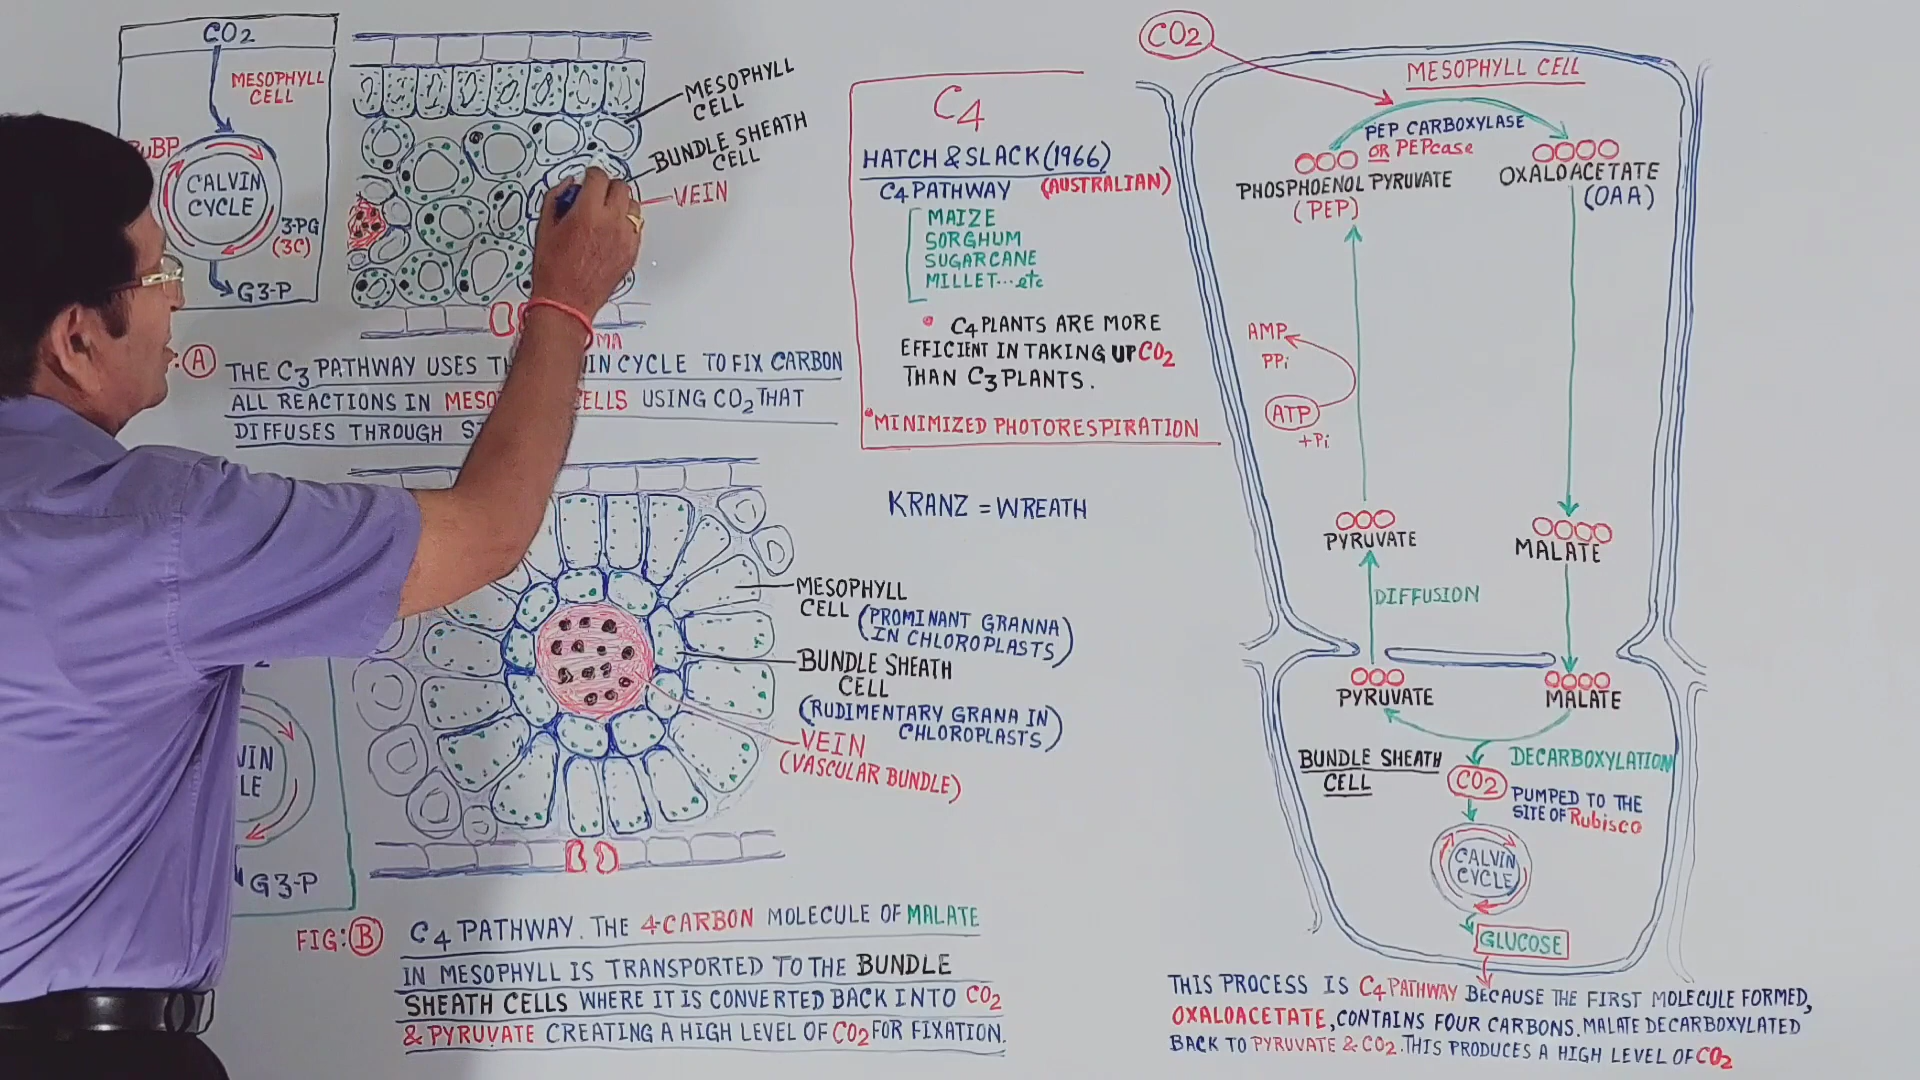 CO2
MESOPHYLL
CELL
CALVIN
CYCLE
3-PG
(3C)
G3-P
MESOPHYLL
CELL
BUNDLE SHEATH
CELL
VEIN
A THE C3 PATHWAY USES CYCLE TO FIX CARBON
ALL REACTIONS IN USING CO2 THAT
DIFFUSES THROUGH
C4
HATCH & SLACK (1966)
C4 PATHWAY (AUSTRALIAN)
MAIZE
SORGHUM
SUGARCANE
MILLET...etc
• C4 PLANTS ARE MORE
EFFICIENT IN TAKING UP CO2
THAN C3 PLANTS.
•MINIMIZED PHOTORESPIRATION
KRANZ = WREATH
MESOPHYLL
CELL (PROMINANT GRANNA
IN CHLOROPLASTS)
BUNDLE SHEATH
CELL
(RUDIMENTARY GRANA IN
CHLOROPLASTS)
VEIN
(VASCULAR BUNDLE)
G3-P
FIG: B C4 PATHWAY. THE 4-CARBON MOLECULE OF MALATE
IN MESOPHYLL IS TRANSPORTED TO THE BUNDLE
SHEATH CELLS WHERE IT IS CONVERTED BACK INTO CO2
& PYRUVATE CREATING A HIGH LEVEL OF CO2 FOR FIXATION.
CO2
MESOPHYLL CELL
PEP CARBOXYLASE
OR PEPcase
PHOSPHOENOL PYRUVATE
(PEP)
OXALOACETATE
(OAA)
AMP
PPi
ATP
+Pi
PYRUVATE
MALATE
DIFFUSION
PYRUVATE
MALATE
BUNDLE SHEATH
CELL
DECARBOXYLATION
CO2
PUMPED TO THE
SITE OF Rubisco
CALVIN
CYCLE
GLUCOSE
THIS PROCESS IS C4 PATHWAY BECAUSE THE FIRST MOLECULE FORMED,
OXALOACETATE, CONTAINS FOUR CARBONS. MALATE DECARBOXYLATED
BACK TO PYRUVATE & CO2. THIS PRODUCES A HIGH LEVEL OF CO2